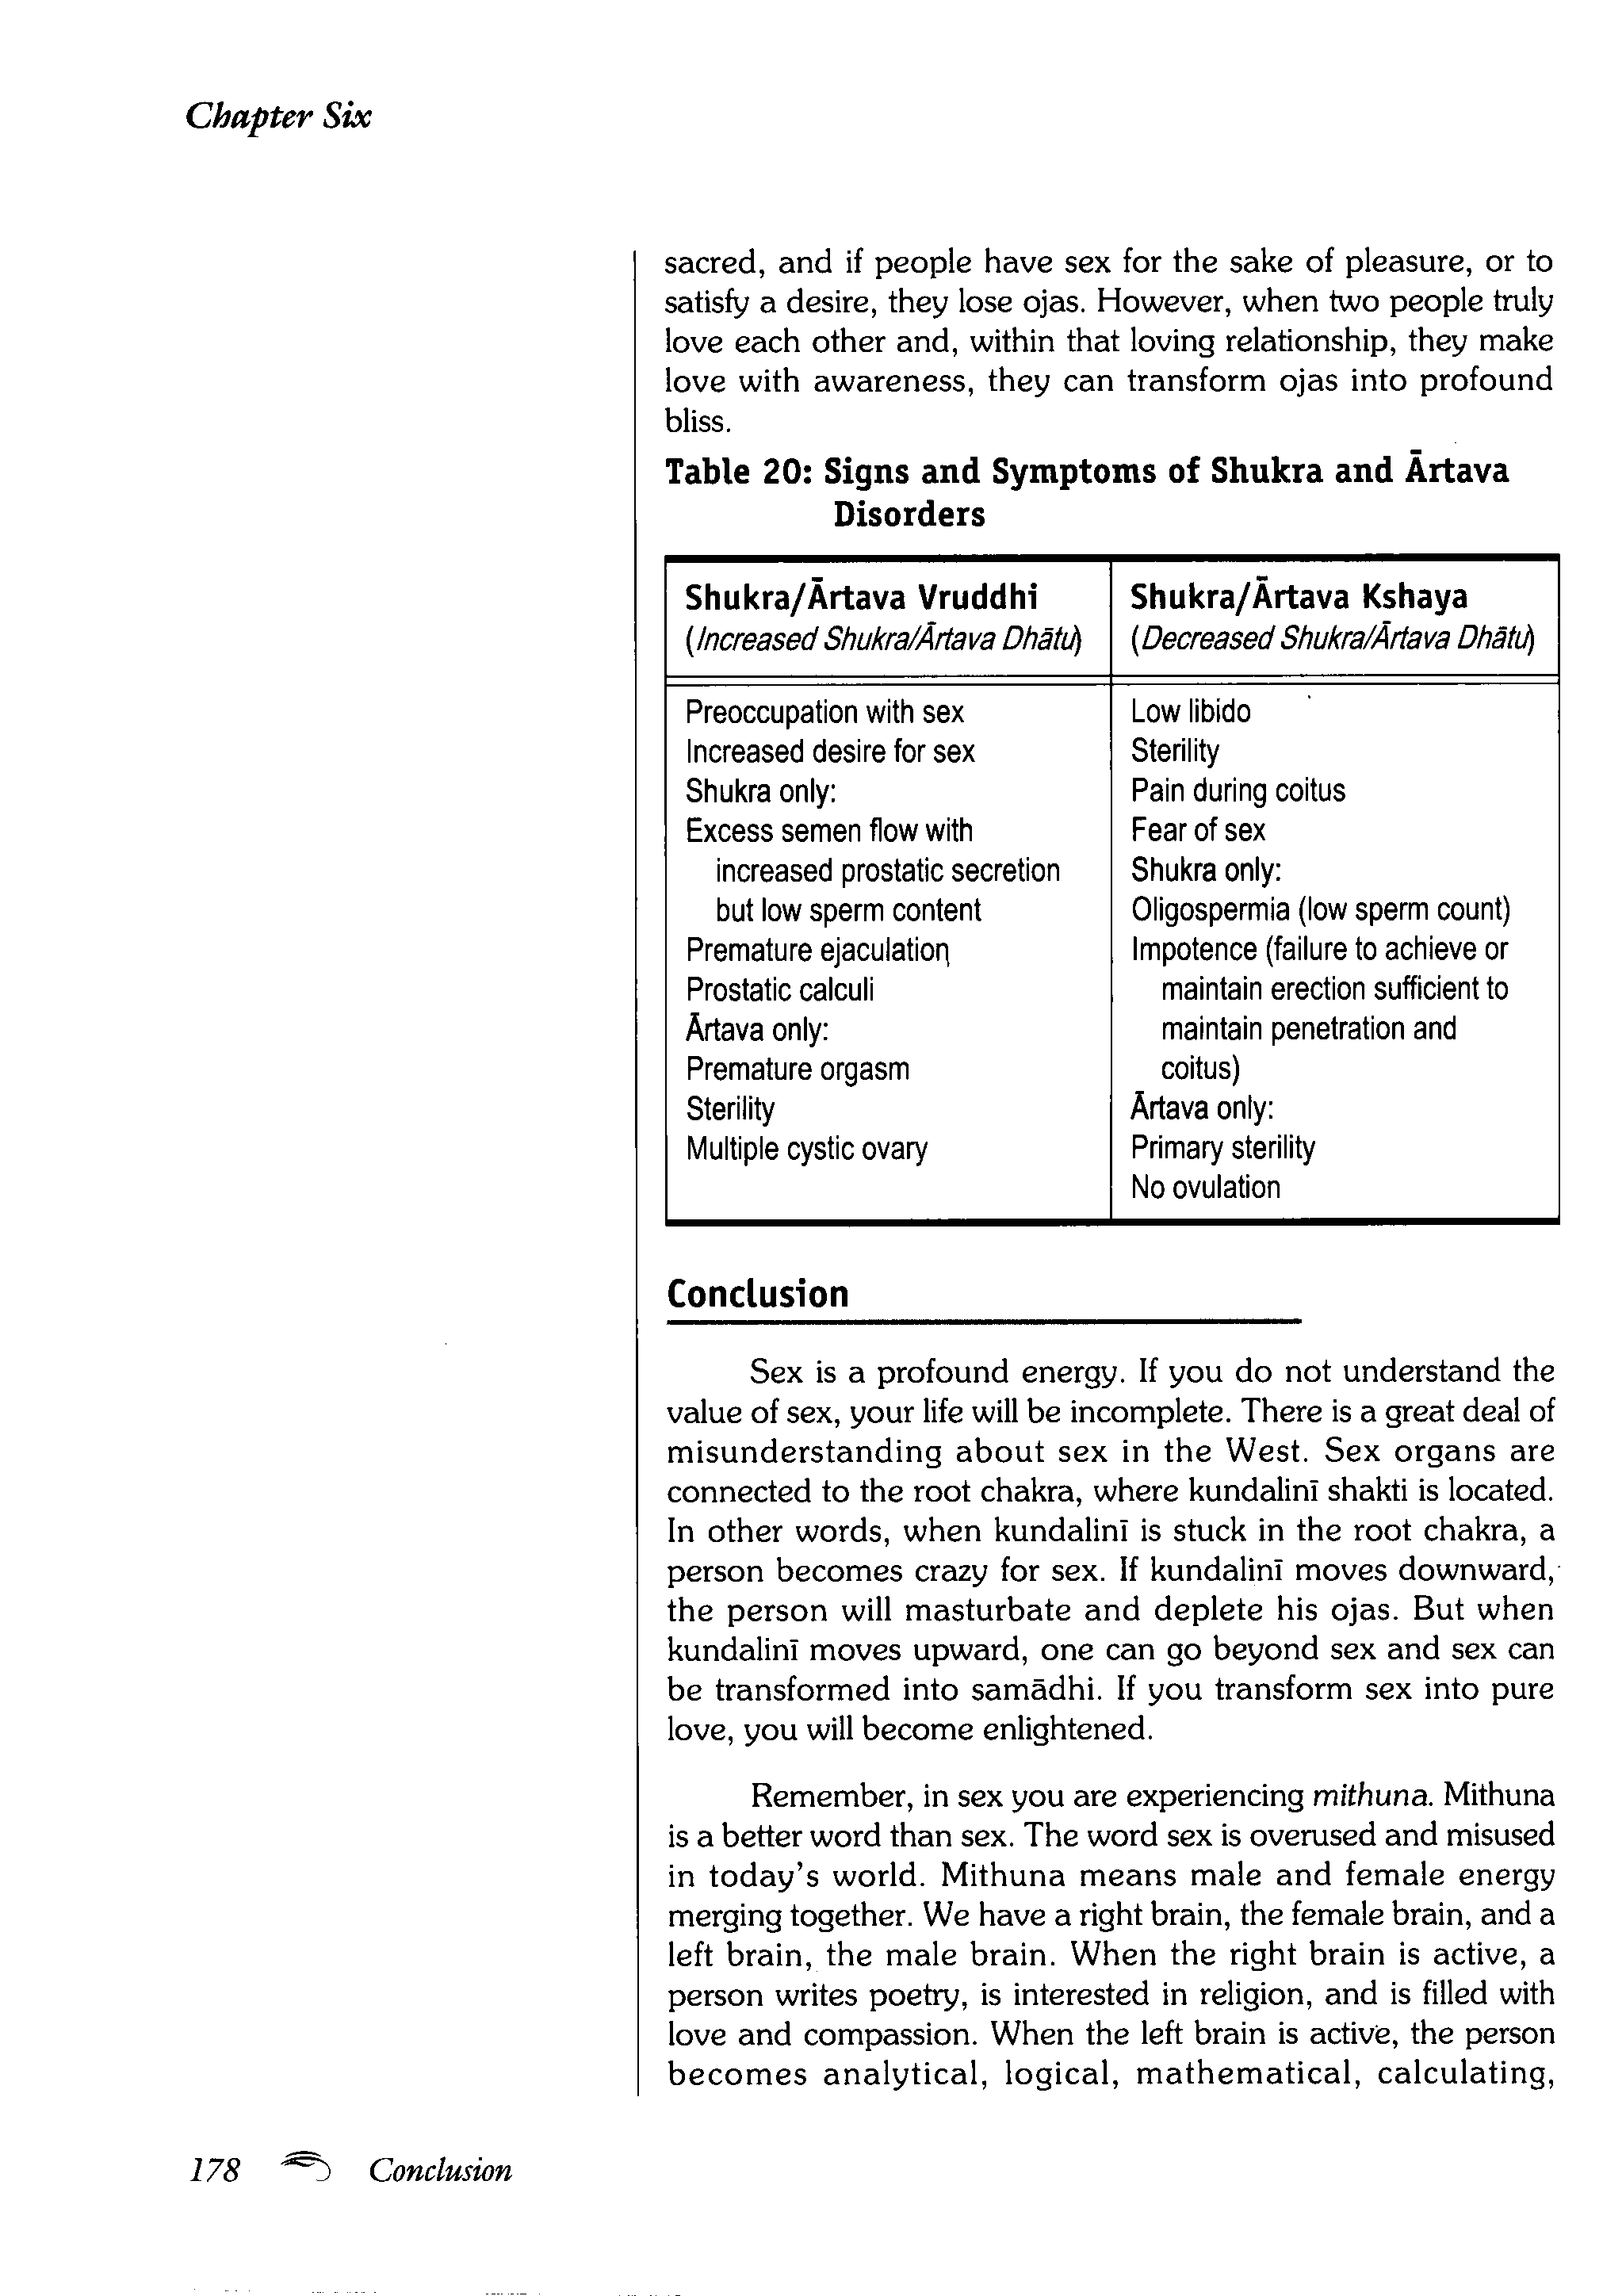 Chapter Six
sacred, and if people have sex for the sake of pleasure, or to
satisfy a desire, they lose ojas. However, when two people truly
love each other and, within that loving relationship, they make
love with awareness, they can transform ojas into profound
bliss.
Table 20: Signs and Symptoms of Shukra and Ārtava
Disorders
Shukra/Ārtava Vruddhi
(Increased Shukra/Ārtava Dhātu)
Preoccupation with sex
Increased desire for sex
Shukra only:
Excess semen flow with
increased prostatic secretion
but low sperm content
Premature ejaculation
Prostatic calculi
Ārtava only:
Premature orgasm
Sterility
Multiple cystic ovary
Shukra/Ārtava Kshaya
(Decreased Shukra/Ārtava Dhātu)
Low libido
Sterility
Pain during coitus
Fear of sex
Shukra only:
Oligospermia (low sperm count)
Impotence (failure to achieve or
maintain erection sufficient to
maintain penetration and
coitus)
Ārtava only:
Primary sterility
No ovulation
Conclusion
Sex is a profound energy. If you do not understand the
value of sex, your life will be incomplete. There is a great deal of
misunderstanding about sex in the West. Sex organs are
connected to the root chakra, where kundalinī shakti is located.
In other words, when kundalinī is stuck in the root chakra, a
person becomes crazy for sex. If kundalinī moves downward,
the person will masturbate and deplete his ojas. But when
kundalinī moves upward, one can go beyond sex and sex can
be transformed into samādhi. If you transform sex into pure
love, you will become enlightened.
Remember, in sex you are experiencing mithuna. Mithuna
is a better word than sex. The word sex is overused and misused
in today's world. Mithuna means male and female energy
merging together. We have a right brain, the female brain, and a
left brain, the male brain. When the right brain is active, a
person writes poetry, is interested in religion, and is filled with
love and compassion. When the left brain is active, the person
becomes analytical, logical, mathematical, calculating,
178 Conclusion